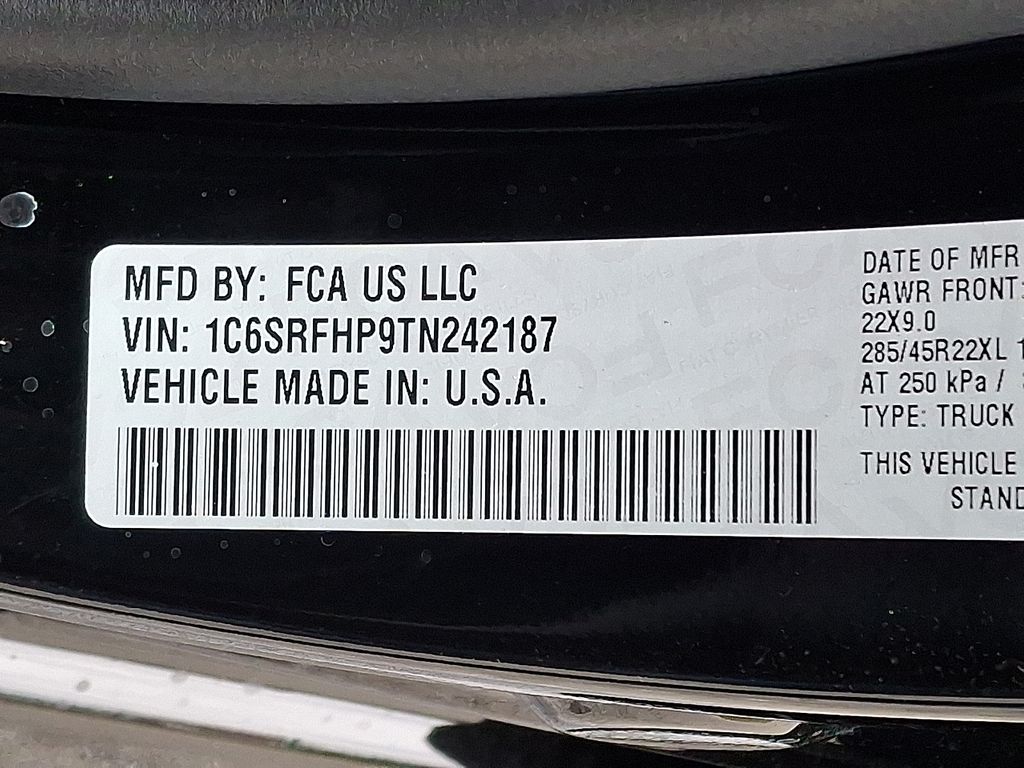 MFD BY: FCA US LLC
VIN: 1C6SRFHP9TN242187
VEHICLE MADE IN: U.S.A.
DATE OF MFR
GAWR FRONT:
22X9.0
285/45R22XL
AT 250 kPa /
TYPE: TRUCK
THIS VEHICLE